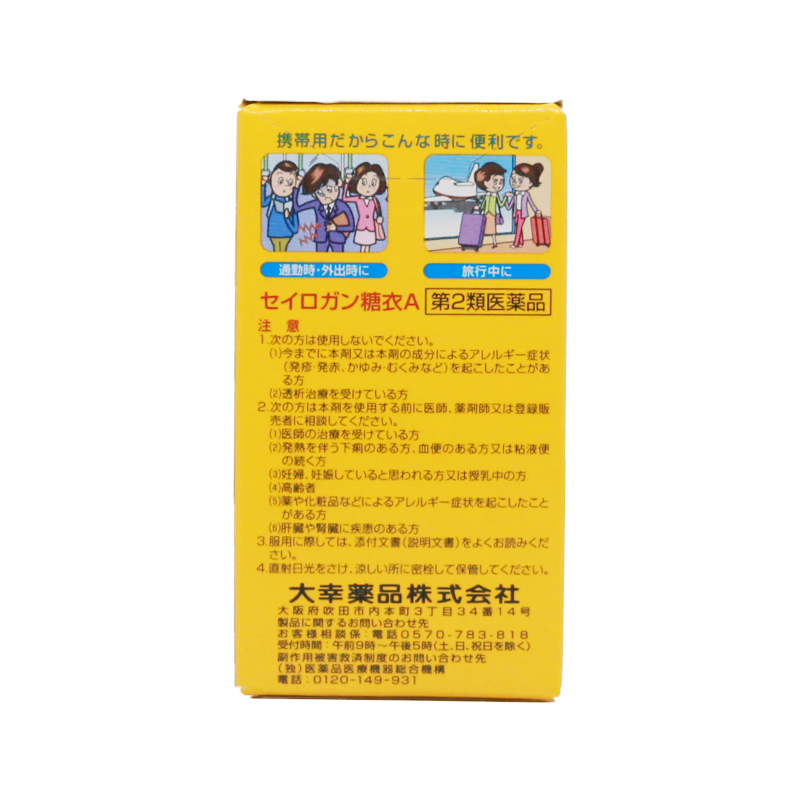 携帯用だからこんな時に便利です。
通勤時・外出時に
旅行中に
セイロガン糖衣A 第2類医薬品
注 意
1.次の方は使用しないでください。
(1)今までに本剤又は本剤の成分によるアレルギー症状
(発疹・発赤、かゆみ・むくみなど)を起こしたことがあ
る方
(2)透析治療を受けている方
2.次の方は本剤を使用する前に医師、薬剤師又は登録販
売者に相談してください。
(1)医師の治療を受けている方
(2)発熱を伴う下痢のある方、血便のある方又は粘液便
の続く方
(3)妊婦、妊娠していると思われる方又は授乳中の方
(4)高齢者
(5)薬や化粧品などによるアレルギー症状を起こしたこと
がある方
(6)肝臓や腎臓に疾患のある方
3.服用に際しては、添付文書(説明文書)をよくお読みくだ
さい。
4.直射日光をさけ、涼しい所に密栓して保管してください。
大幸薬品株式会社
大阪府吹田市内本町3丁目34番14号
製品に関するお問い合わせ先
お客様相談係:電話0570-783-818
受付時間:午前9時〜午後5時(土、日、祝日を除く)
副作用被害救済制度のお問い合わせ先
(独)医薬品医療機器総合機構
電話:0120-149-931